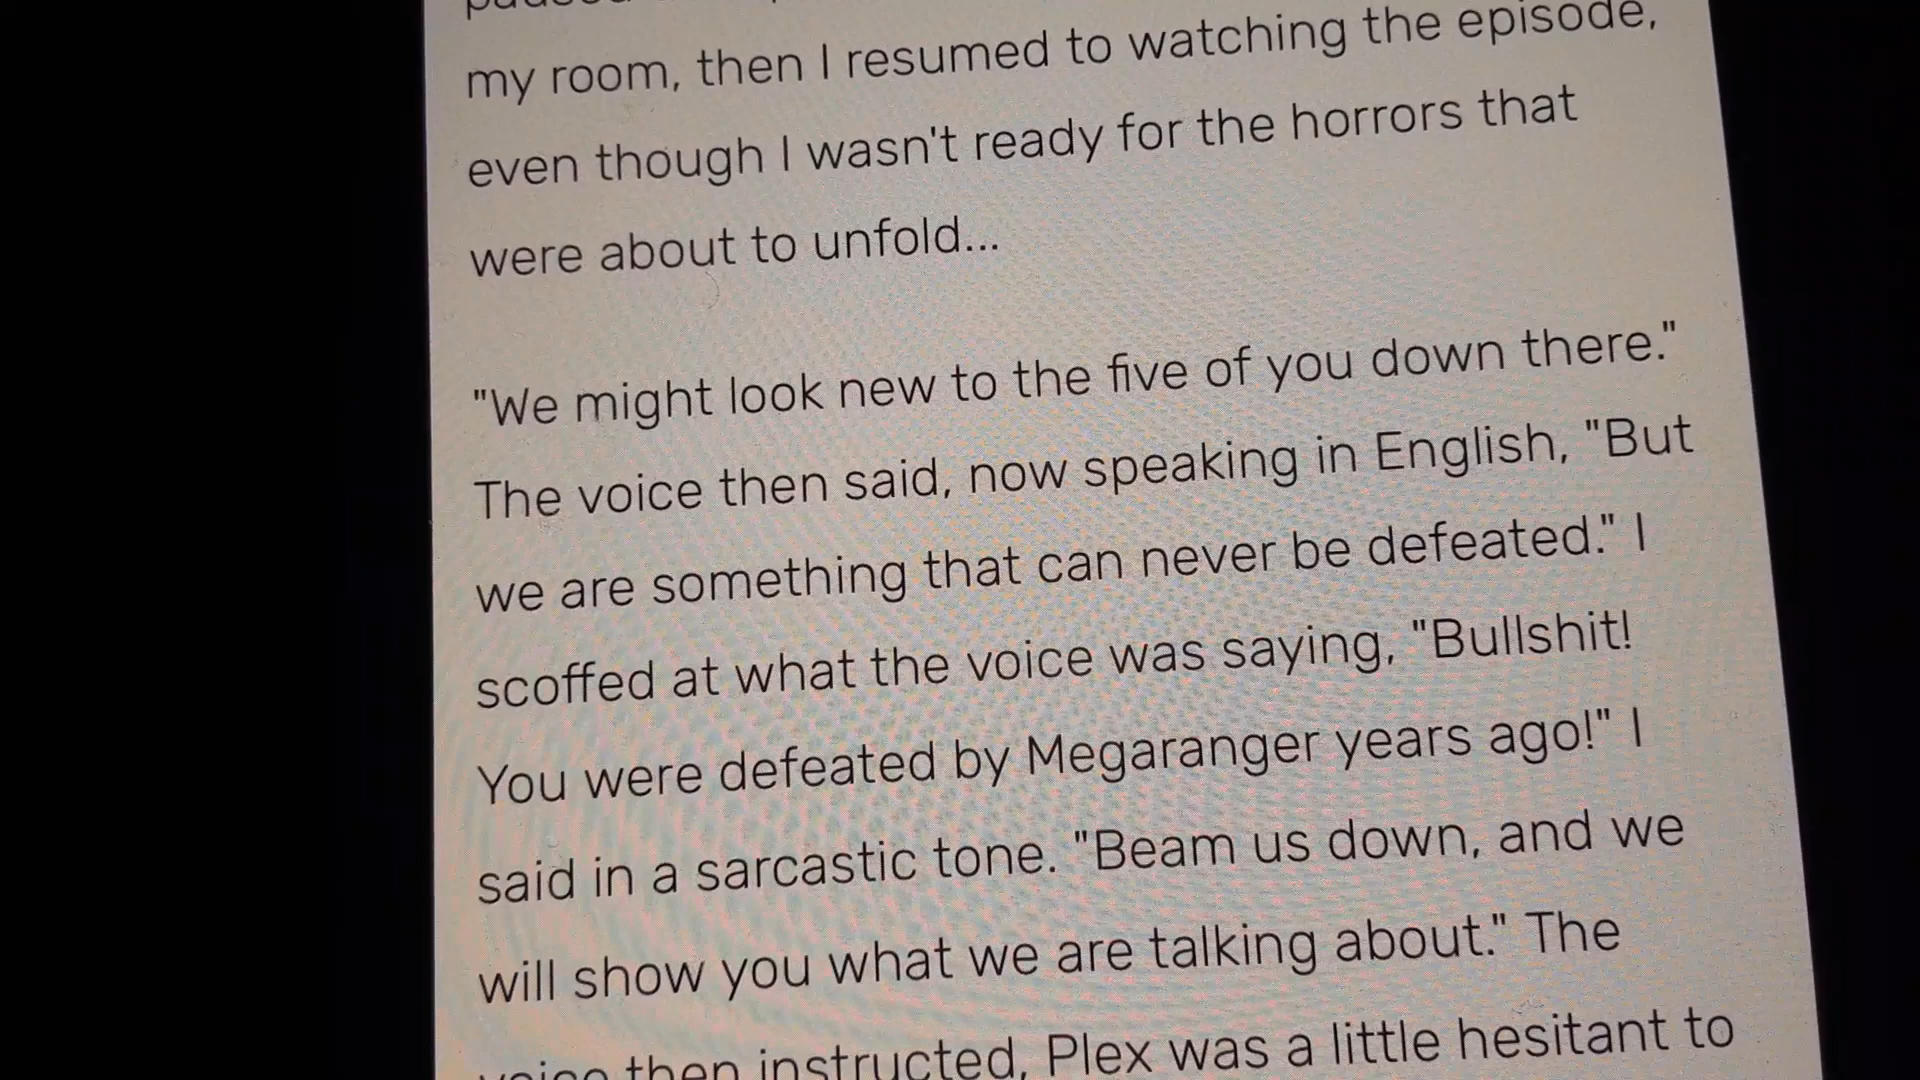 my room, then I resumed to watching the episode,
even though I wasn't ready for the horrors that
were about to unfold...
"We might look new to the five of you down there."
The voice then said, now speaking in English, "But
we are something that can never be defeated." I
scoffed at what the voice was saying, "Bullshit!
You were defeated by Megaranger years ago!" I
said in a sarcastic tone. "Beam us down, and we
will show you what we are talking about." The
voice then instructed, Plex was a little hesitant to